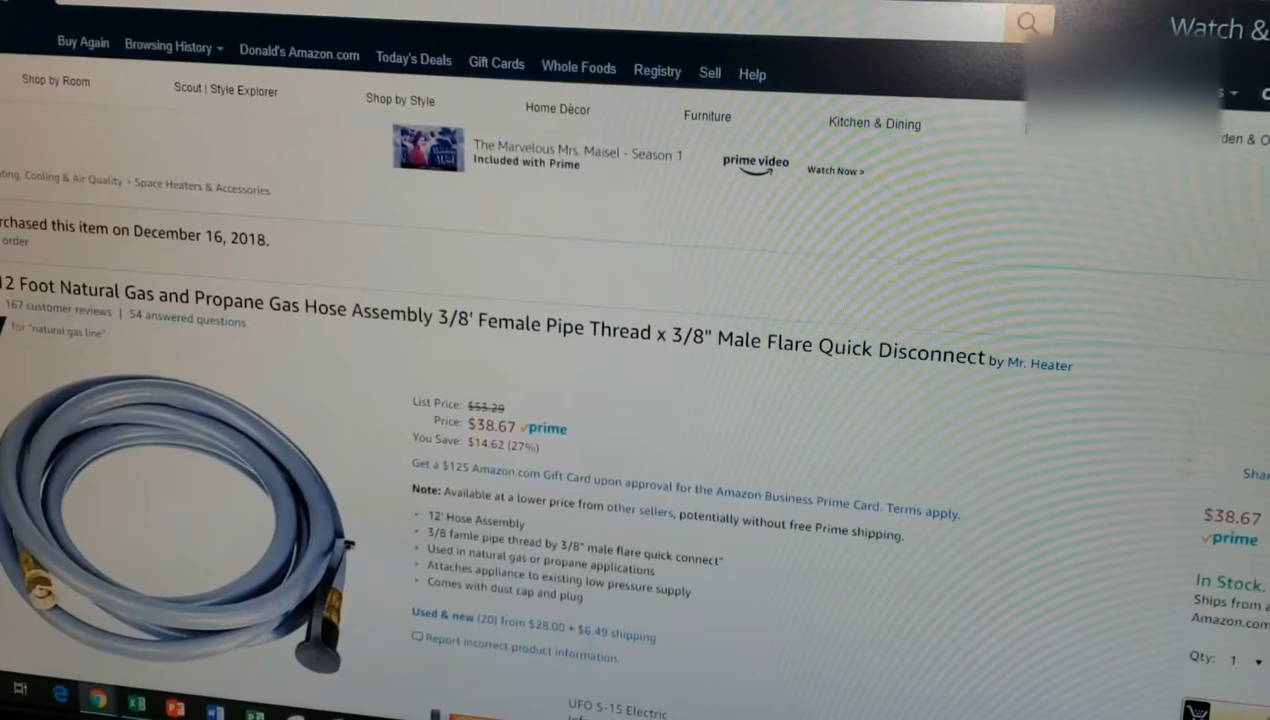 Watch &
Buy Again Browsing History Donald's Amazon.com Today's Deals Gift Cards Whole Foods Registry Sell Help
Shop by Room Scout | Style Explorer Shop by Style Home Décor Furniture Kitchen & Dining den & O
The Marvelous Mrs. Maisel - Season 1
Included with Prime
prime video Watch Now >
ting, Cooling & Air Quality › Space Heaters & Accessories
rchased this item on December 16, 2018.
order
12 Foot Natural Gas and Propane Gas Hose Assembly 3/8' Female Pipe Thread x 3/8" Male Flare Quick Disconnect by Mr. Heater
167 customer reviews | 54 answered questions
for "natural gas line"
List Price: $53.29
Price: $38.67 prime
You Save: $14.62 (27%)
Get a $125 Amazon.com Gift Card upon approval for the Amazon Business Prime Card. Terms apply.
Note: Available at a lower price from other sellers, potentially without free Prime shipping.
• 12' Hose Assembly
• 3/8 famle pipe thread by 3/8" male flare quick connect"
• Used in natural gas or propane applications
• Attaches appliance to existing low pressure supply
• Comes with dust cap and plug
Used & new (20) from $28.00 + $6.49 shipping
Report incorrect product information.
UFO S-15 Electric
Shar
$38.67
prime
In Stock.
Ships from a
Amazon.com
Qty: 1